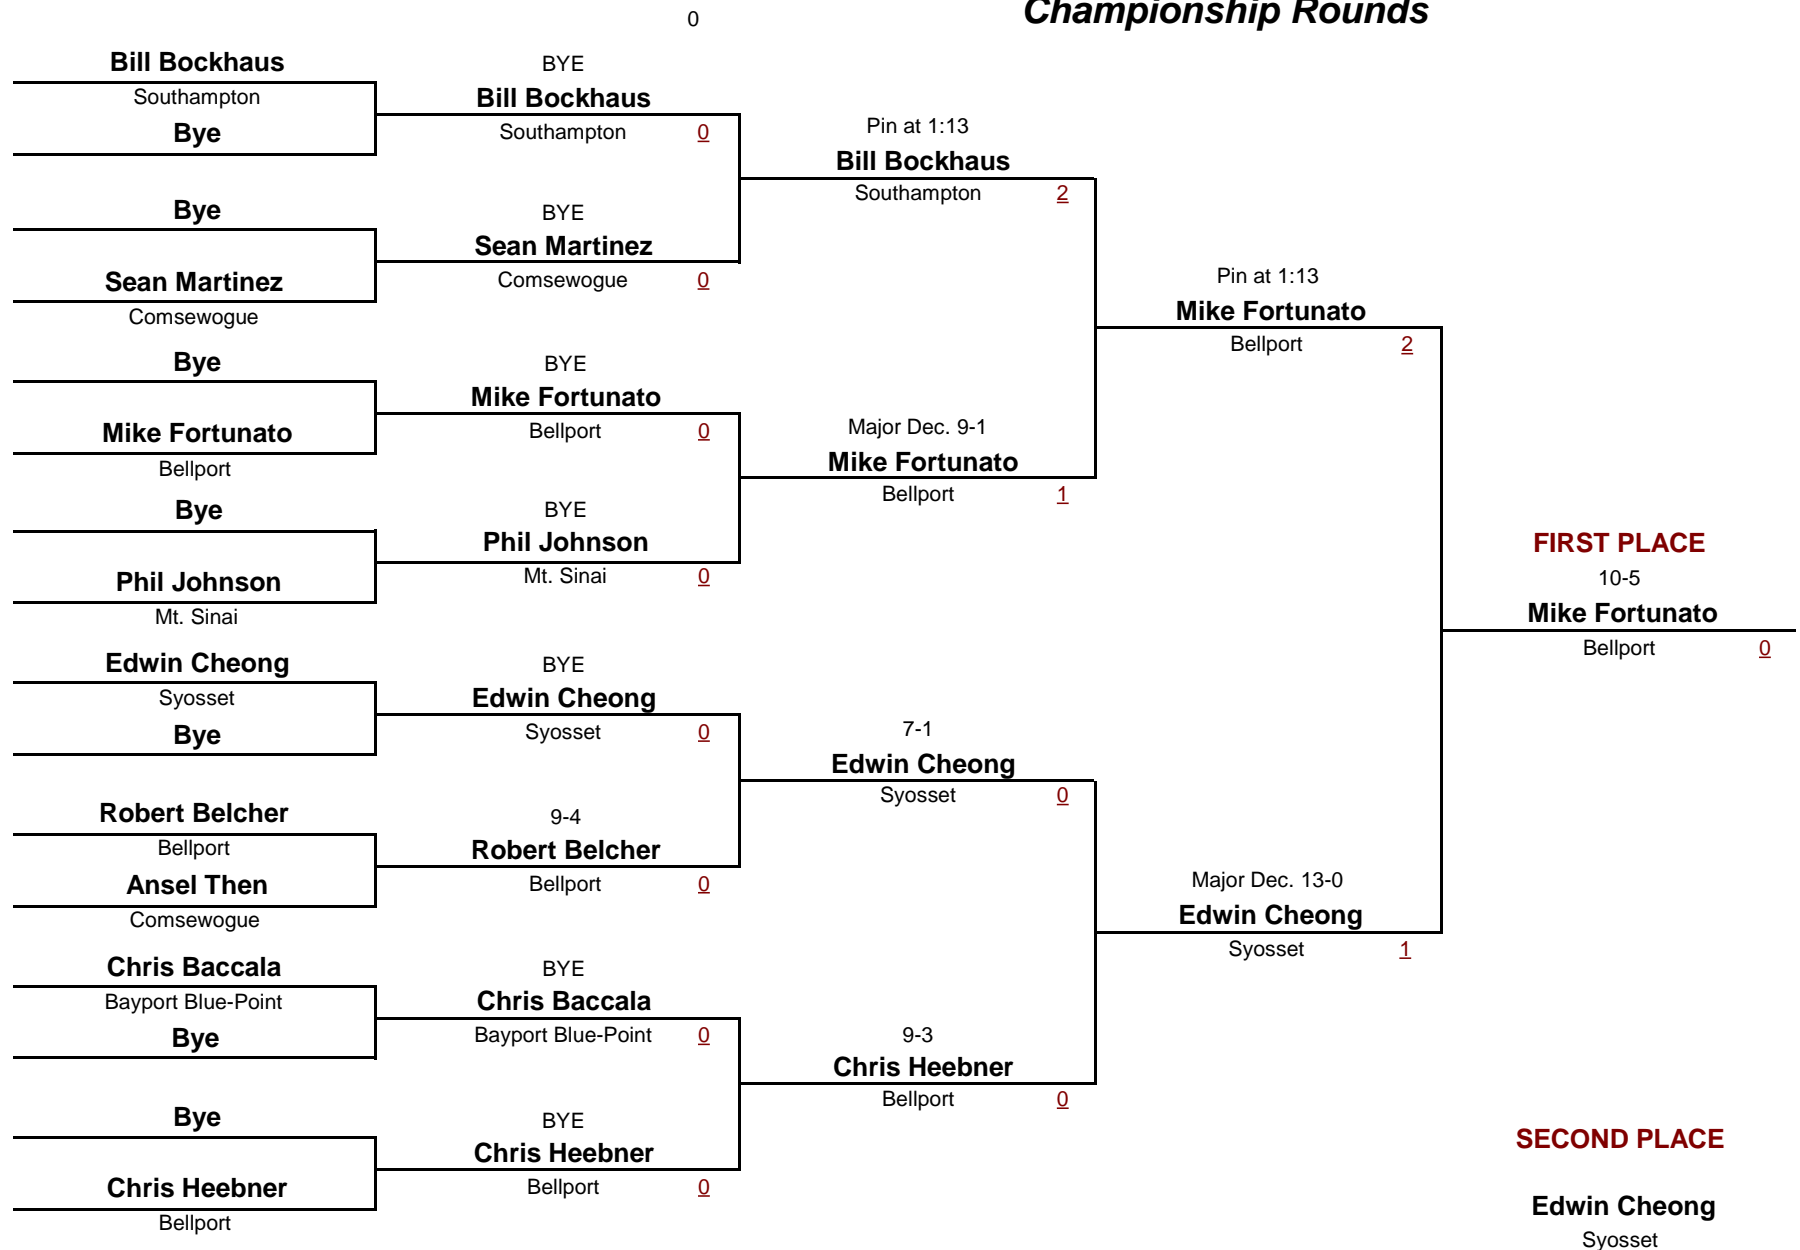 Championship Rounds
0
Bill Bockhaus
Southampton
Bye
Bye
Sean Martinez
Comsewogue
Bye
Mike Fortunato
Bellport
Bye
Phil Johnson
Mt. Sinai
Edwin Cheong
Syosset
Bye
Robert Belcher
Bellport
Ansel Then
Comsewogue
Chris Baccala
Bayport Blue-Point
Bye
Bye
Chris Heebner
Bellport
BYE
Bill Bockhaus
Southampton 0
BYE
Sean Martinez
Comsewogue 0
BYE
Mike Fortunato
Bellport 0
BYE
Phil Johnson
Mt. Sinai 0
BYE
Edwin Cheong
Syosset 0
9-4
Robert Belcher
Bellport 0
BYE
Chris Baccala
Bayport Blue-Point 0
BYE
Chris Heebner
Bellport 0
Pin at 1:13
Bill Bockhaus
Southampton 2
Major Dec. 9-1
Mike Fortunato
Bellport 1
7-1
Edwin Cheong
Syosset 0
9-3
Chris Heebner
Bellport 0
Pin at 1:13
Mike Fortunato
Bellport 2
Major Dec. 13-0
Edwin Cheong
Syosset 1
FIRST PLACE
10-5
Mike Fortunato
Bellport 0
SECOND PLACE
Edwin Cheong
Syosset